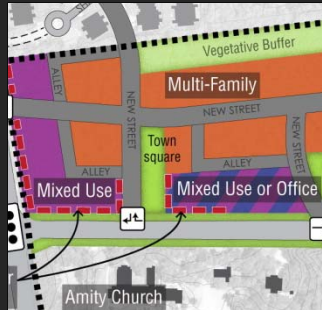 Vegetative Buffer
ALLEY
Multi-Family
NEW STREET
NEW STREET
Town
square
NEW STREET
ALLEY
ALLEY
Mixed Use
Mixed Use or Office
Amity Church